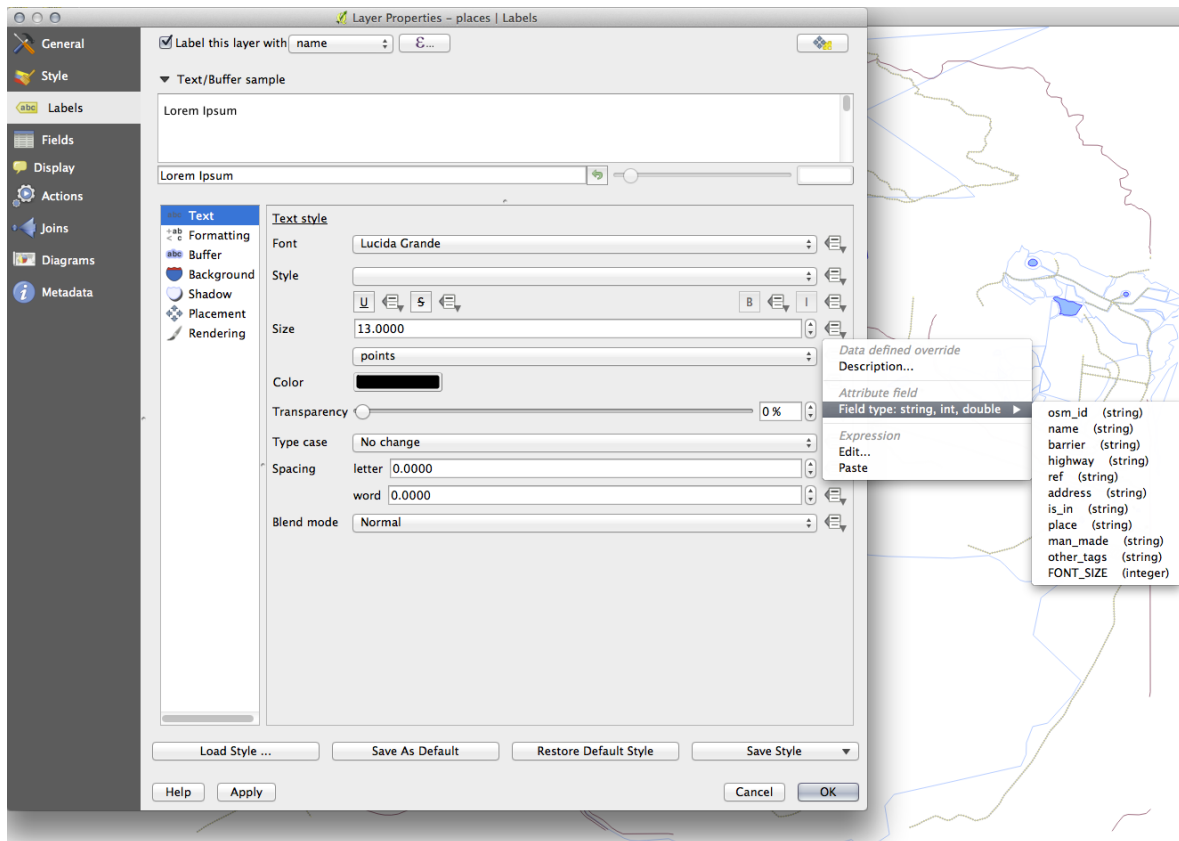 Layer Properties - places | Labels
General
Style
abc Labels
Fields
Display
Actions
Joins
Diagrams
Metadata
Label this layer with name ε...
Text/Buffer sample
Lorem Ipsum
Lorem Ipsum
abc Text
+ab < c Formatting
abc Buffer
Background
Shadow
Placement
Rendering
Text style
Font Lucida Grande
Style
U S B I
Size 13.0000
points
Color
Transparency 0 %
Type case No change
Spacing letter 0.0000
word 0.0000
Blend mode Normal
Data defined override
Description...
Attribute field
Field type: string, int, double
Expression
Edit...
Paste
osm_id (string)
name (string)
barrier (string)
highway (string)
ref (string)
address (string)
is_in (string)
place (string)
man_made (string)
other_tags (string)
FONT_SIZE (integer)
Load Style ... Save As Default Restore Default Style Save Style
Help Apply Cancel OK